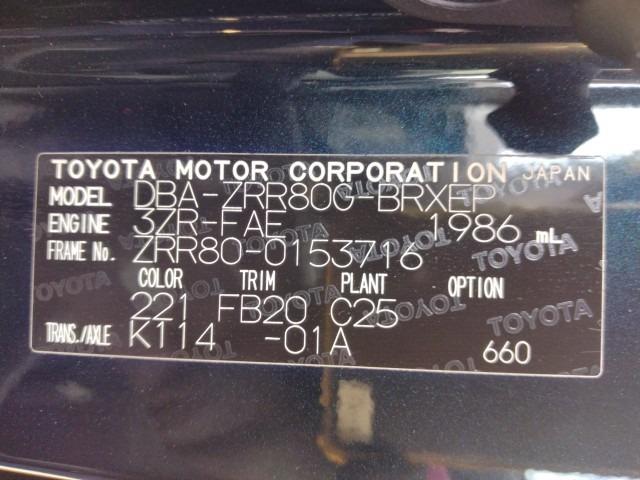 TOYOTA MOTOR CORPORATION JAPAN
MODEL DBA-ZRR80G-BRXEP
ENGINE 3ZR-FAE 1986 mL
FRAME No. ZRR80-0153716
COLOR TRIM PLANT OPTION
221 FB20 C25
TRANS./AXLE K114 -01A 660